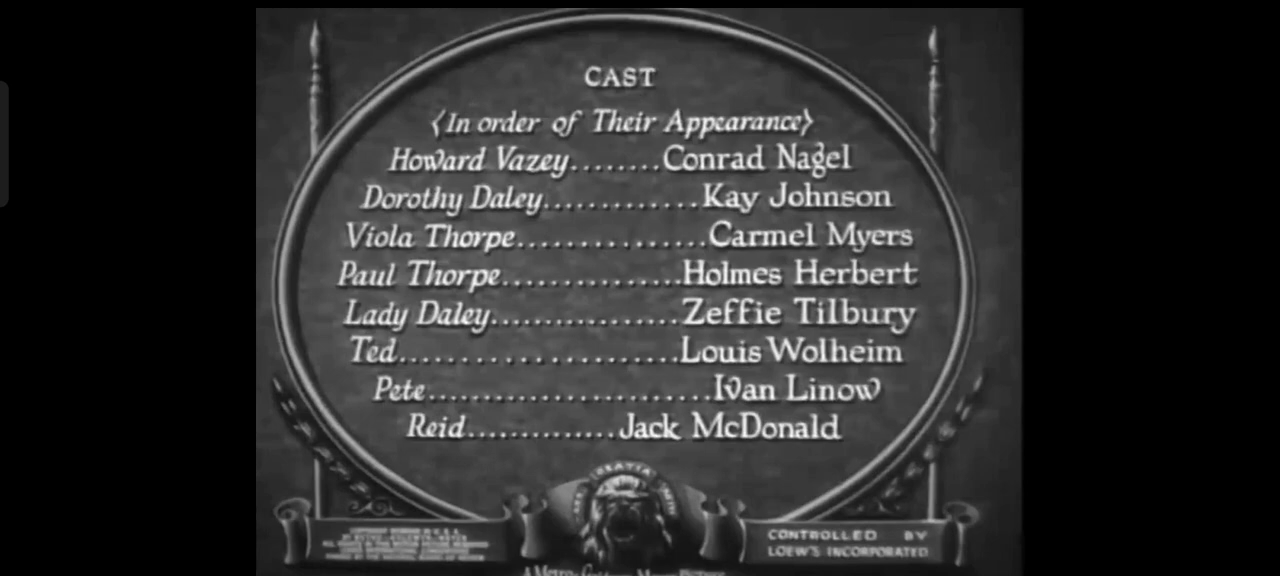 CAST
(In order of Their Appearance)
Howard Vazey........Conrad Nagel
Dorothy Daley.............Kay Johnson
Viola Thorpe................Carmel Myers
Paul Thorpe...............Holmes Herbert
Lady Daley................Zeffie Tilbury
Ted.......................Louis Wolheim
Pete........................Ivan Linow
Reid.............Jack McDonald
CONTROLLED BY
LOEW'S INCORPORATED